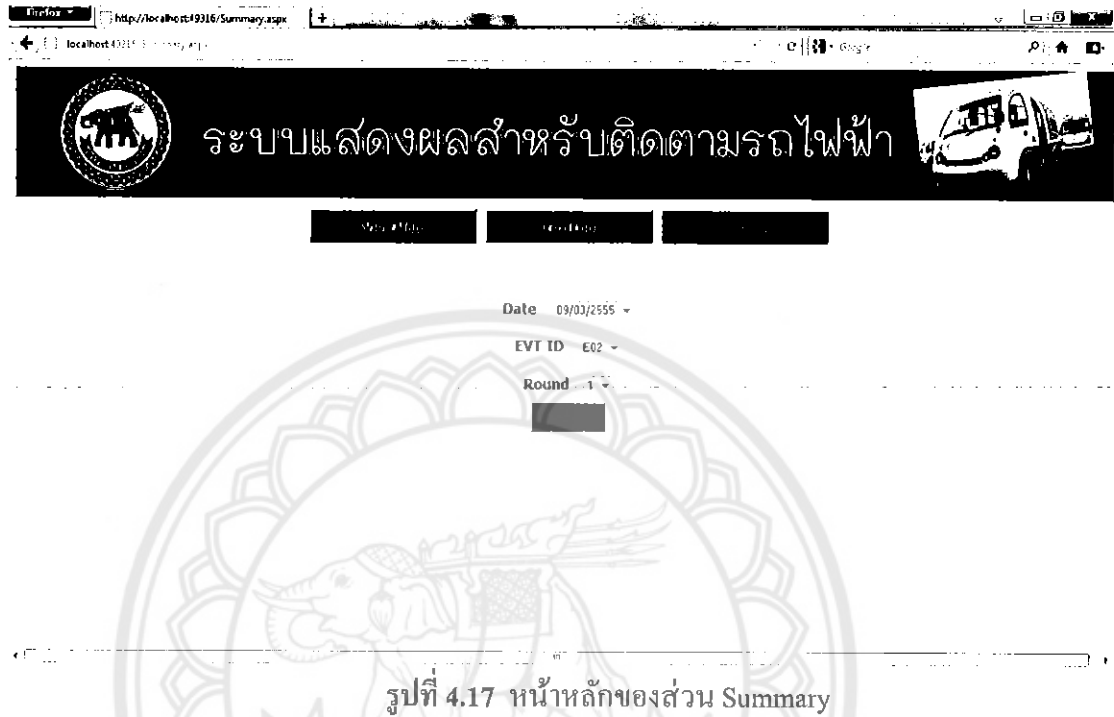 Firefox
http://localhost:49316/Summary.aspx
+
localhost
Google
ระบบแสดงผลสำหรับติดตามรถไฟฟ้า
Date 09/03/2555
EVT ID E02
Round 1
รูปที่ 4.17 หน้าหลักของส่วน Summary